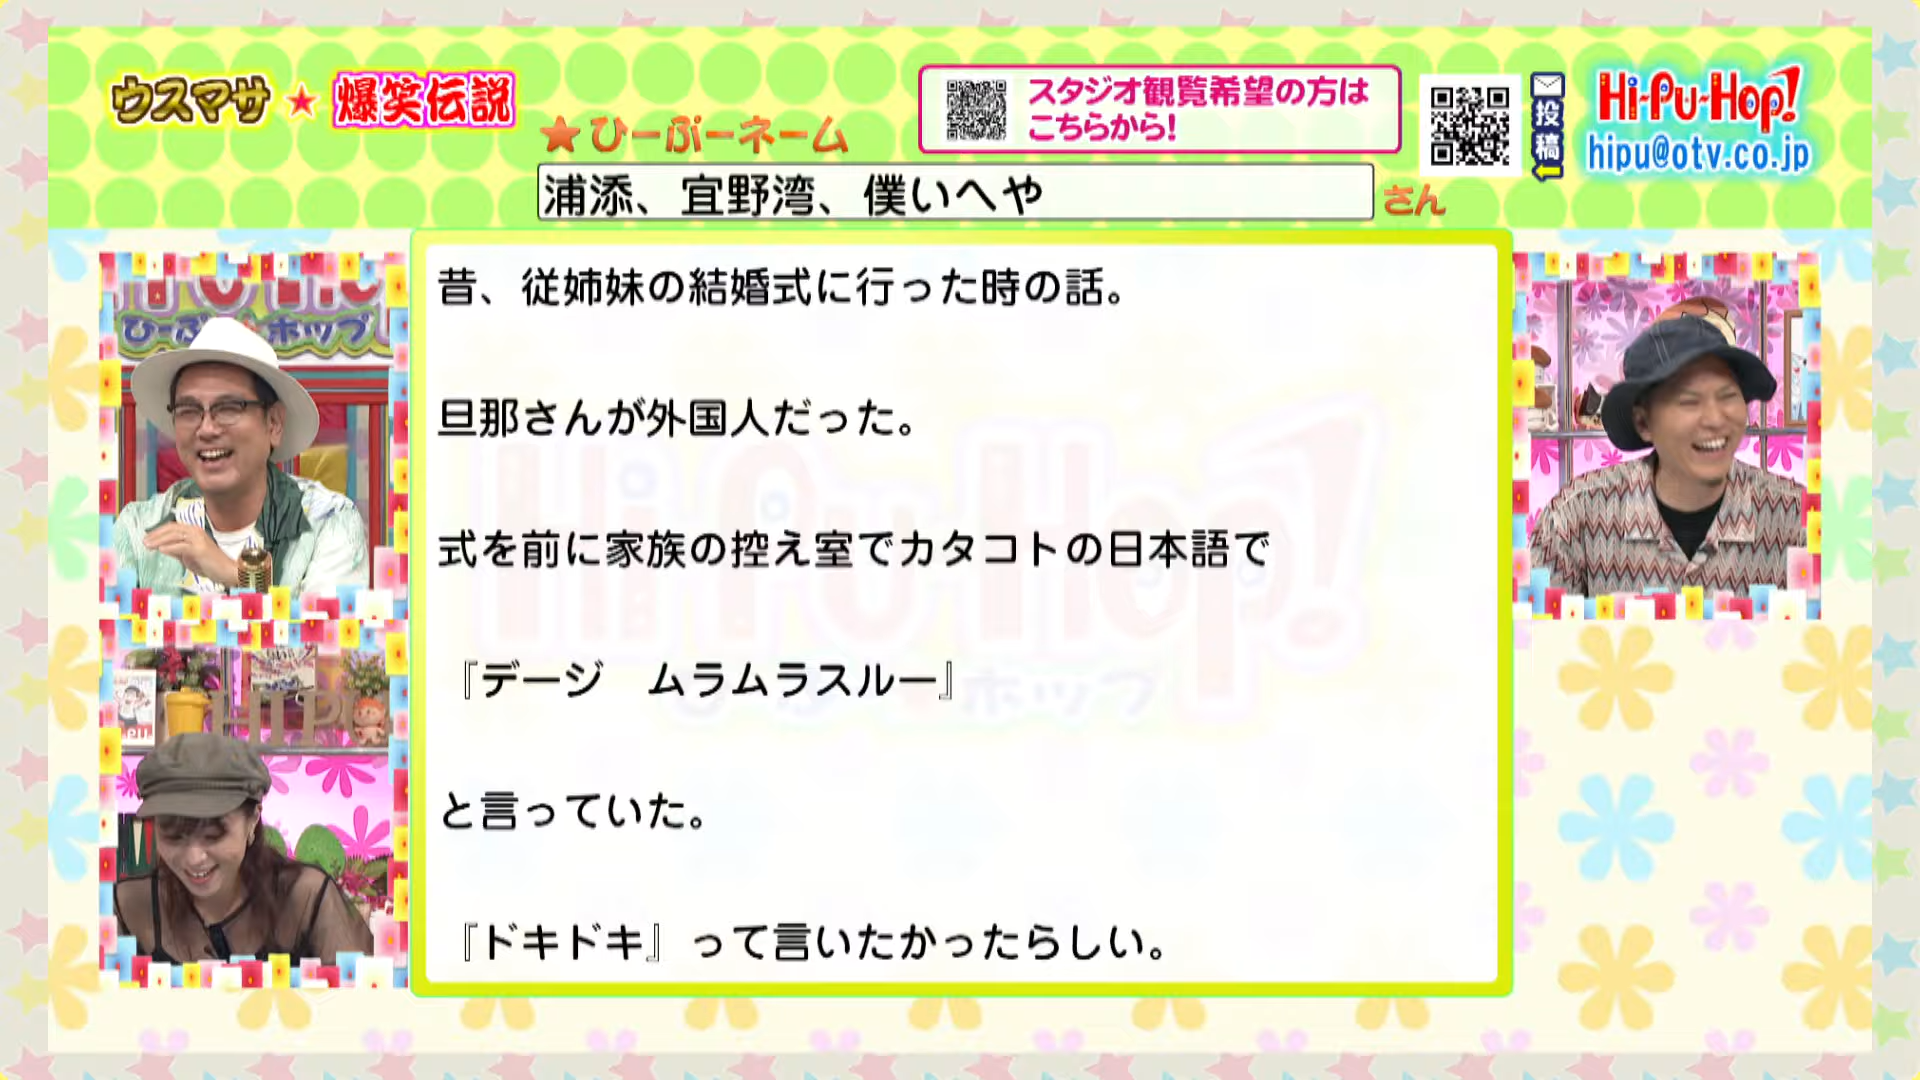 ウスマサ★爆笑伝説
スタジオ観覧希望の方は
こちらから!
投稿
Hi-Pu-Hop!
hipu@otv.co.jp
★ひーぷーネーム
浦添、宜野湾、僕いへや
さん
昔、従姉妹の結婚式に行った時の話。
旦那さんが外国人だった。
式を前に家族の控え室でカタコトの日本語で
『デージ　ムラムラスルー』
と言っていた。
『ドキドキ』って言いたかったらしい。